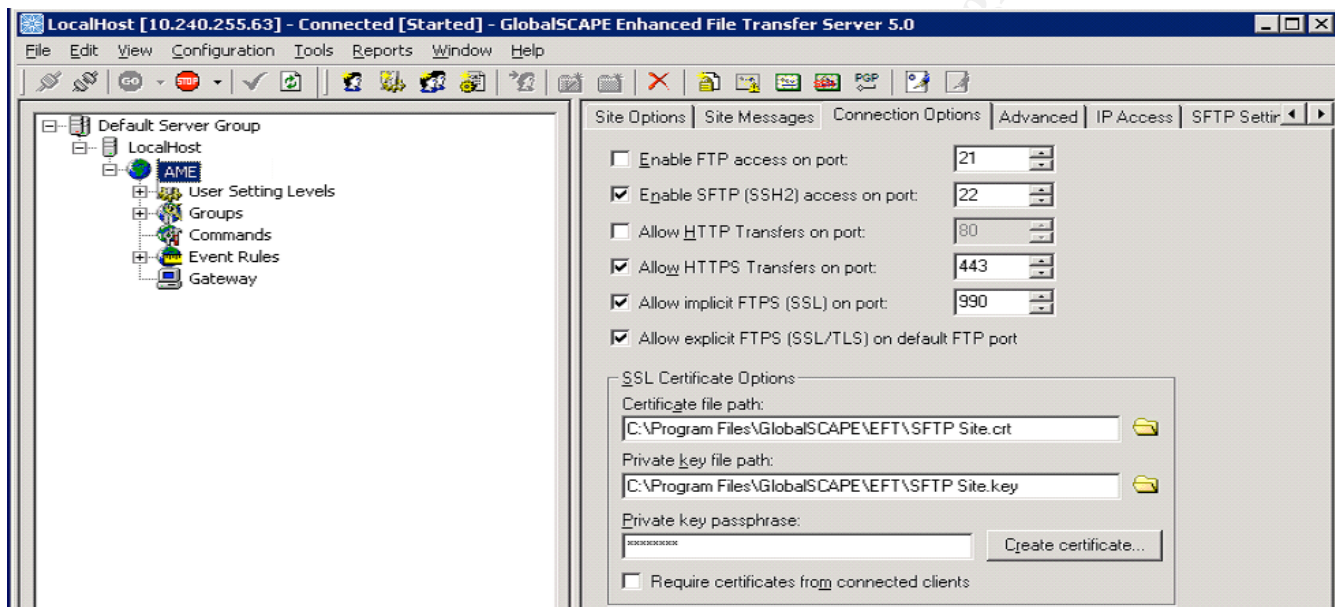 LocalHost [10.240.255.63] - Connected [Started] - GlobalSCAPE Enhanced File Transfer Server 5.0
File Edit View Configuration Tools Reports Window Help
GO STOP PGP
Default Server Group
LocalHost
AME
User Setting Levels
Groups
Commands
Event Rules
Gateway
Site Options Site Messages Connection Options Advanced IP Access SFTP Settin
Enable FTP access on port: 21
Enable SFTP (SSH2) access on port: 22
Allow HTTP Transfers on port: 80
Allow HTTPS Transfers on port: 443
Allow implicit FTPS (SSL) on port: 990
Allow explicit FTPS (SSL/TLS) on default FTP port
SSL Certificate Options
Certificate file path:
C:\Program Files\GlobalSCAPE\EFT\SFTP Site.crt
Private key file path:
C:\Program Files\GlobalSCAPE\EFT\SFTP Site.key
Private key passphrase:
******** Create certificate...
Require certificates from connected clients